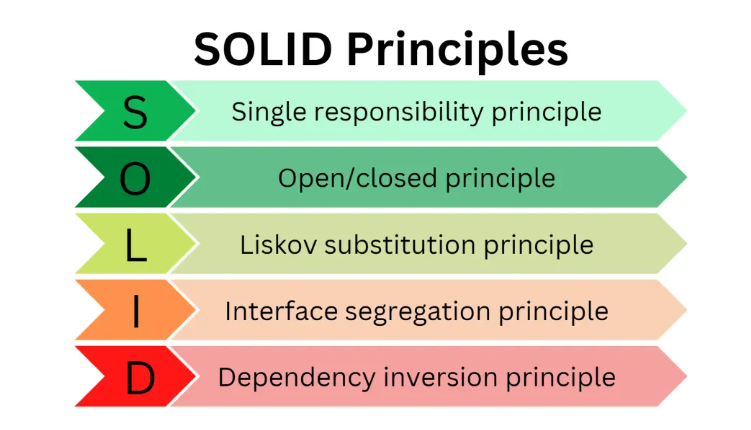 SOLID Principles
S Single responsibility principle
O Open/closed principle
L Liskov substitution principle
I Interface segregation principle
D Dependency inversion principle